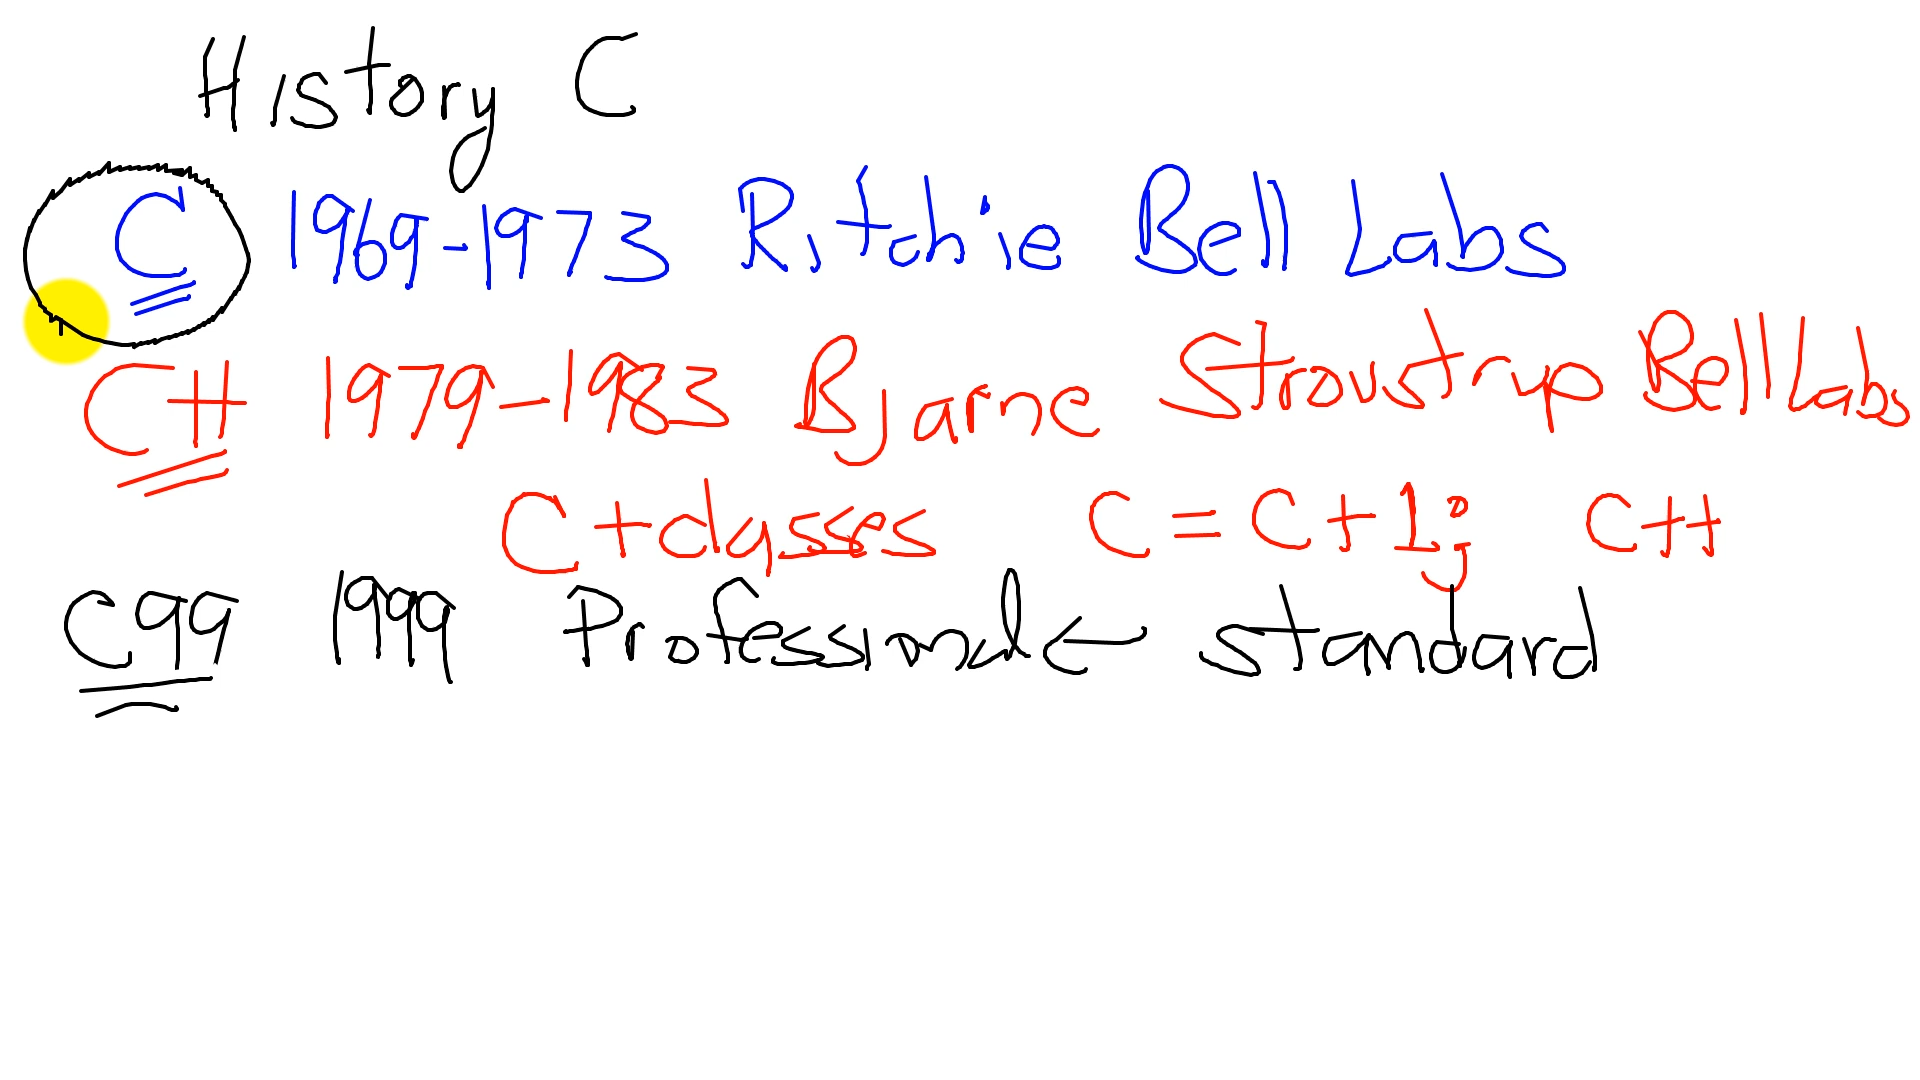 History C
C 1969-1973 Ritchie Bell Labs
C++ 1979-1983 Bjarne Stroustrup Bell Labs
C + classes C = C + 1; C++
C99 1999 Professional ← standard